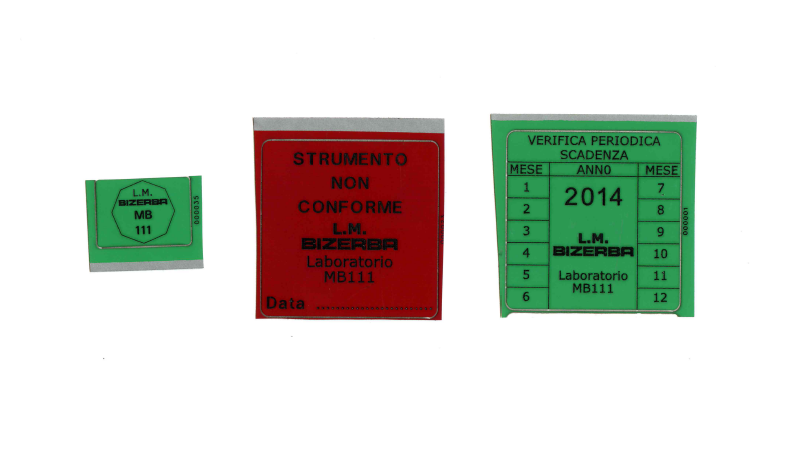 L.M.
BIZERBA
MB
111
000035
STRUMENTO
NON
CONFORME
L.M.
BIZERBA
Laboratorio
MB111
Data
VERIFICA PERIODICA
SCADENZA
MESE ANNO MESE
1 2014 7
2 8
3 L.M. 9
4 BIZERBA 10
5 Laboratorio 11
MB111
6 12